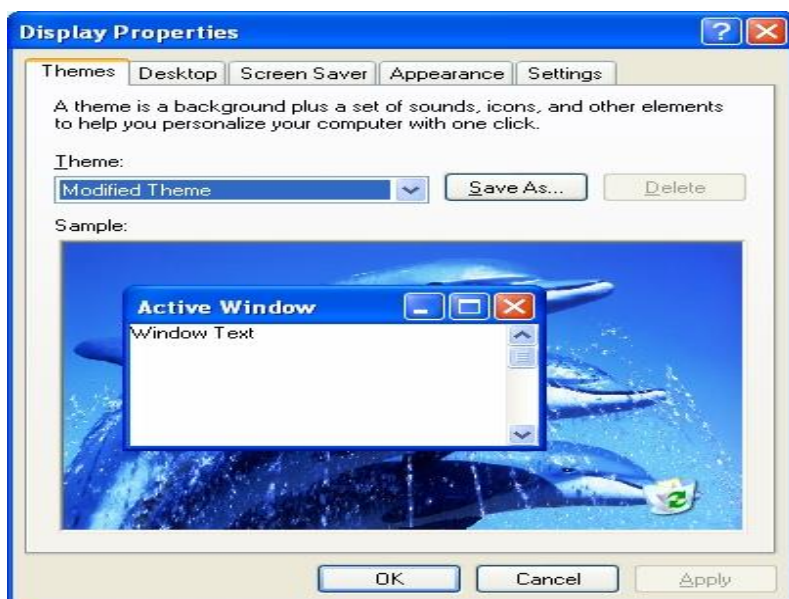 Display Properties
Themes Desktop Screen Saver Appearance Settings
A theme is a background plus a set of sounds, icons, and other elements
to help you personalize your computer with one click.
Theme:
Modified Theme Save As... Delete
Sample:
Active Window
Window Text
OK Cancel Apply